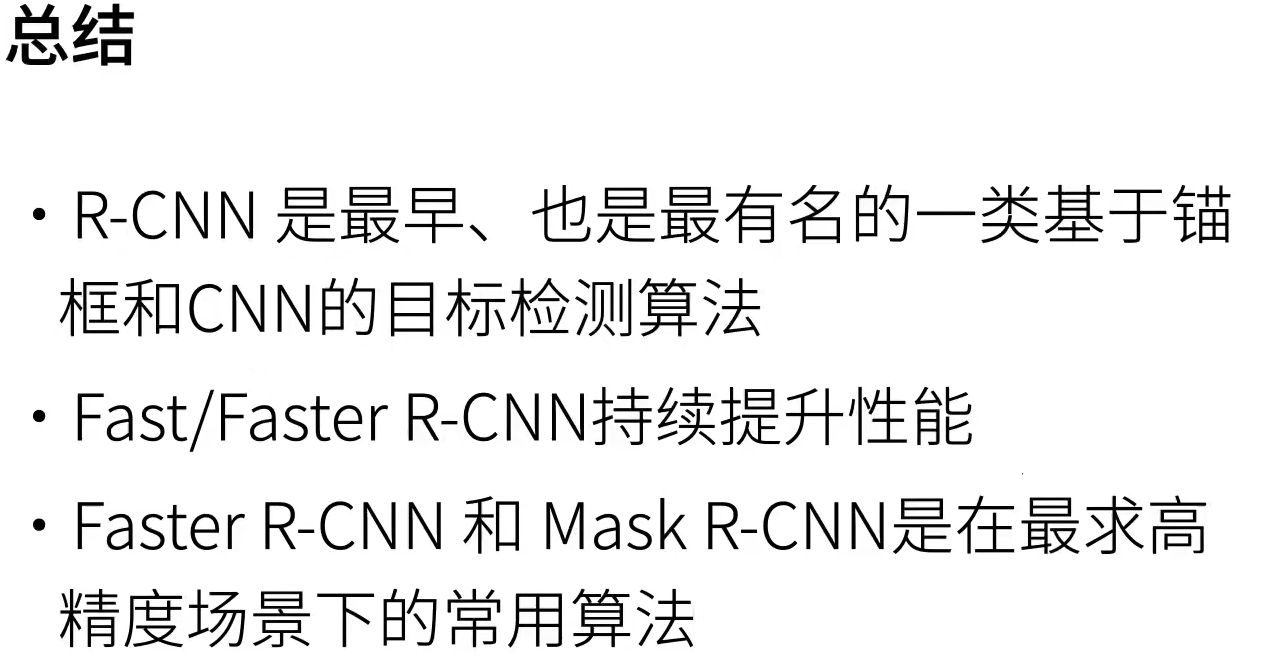 总结
• R-CNN 是最早、也是最有名的一类基于锚
框和CNN的目标检测算法
• Fast/Faster R-CNN持续提升性能
• Faster R-CNN 和 Mask R-CNN是在最求高
精度场景下的常用算法